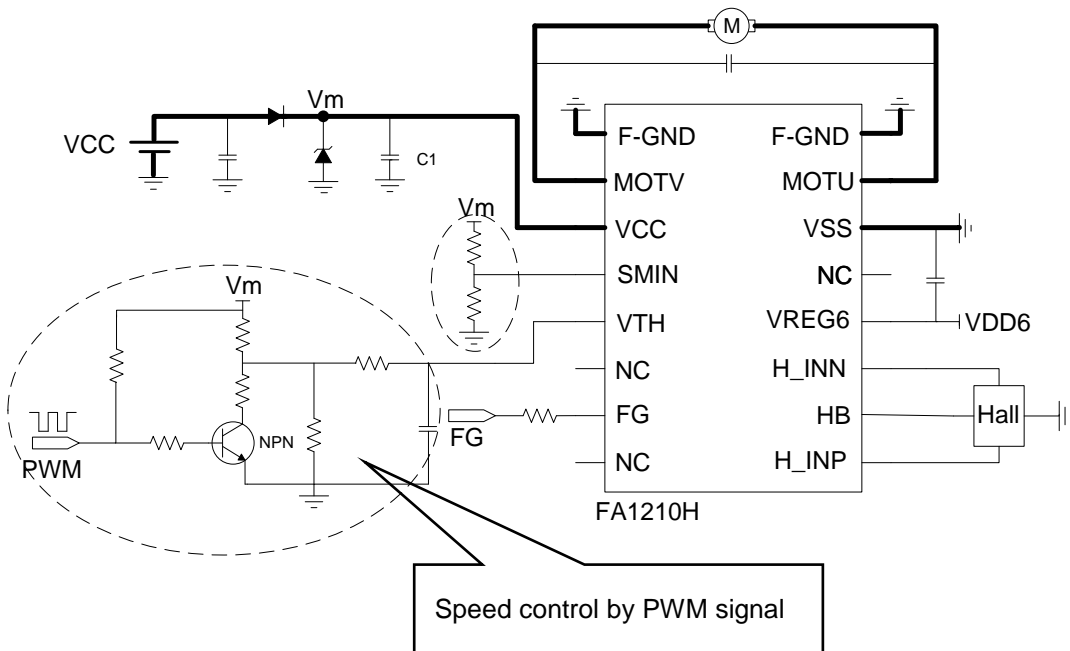 M
Vm
VCC
C1
F-GND
F-GND
MOTV
MOTU
Vm
VCC
VSS
SMIN
NC
Vm
VTH
VREG6
VDD6
NC
H_INN
FG
HB
Hall
NPN
PWM
FG
NC
H_INP
FA1210H
Speed control by PWM signal